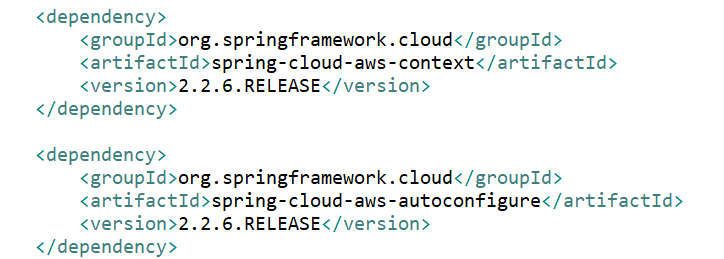 <dependency>
    <groupId>org.springframework.cloud</groupId>
    <artifactId>spring-cloud-aws-context</artifactId>
    <version>2.2.6.RELEASE</version>
</dependency>

<dependency>
    <groupId>org.springframework.cloud</groupId>
    <artifactId>spring-cloud-aws-autoconfigure</artifactId>
    <version>2.2.6.RELEASE</version>
</dependency>